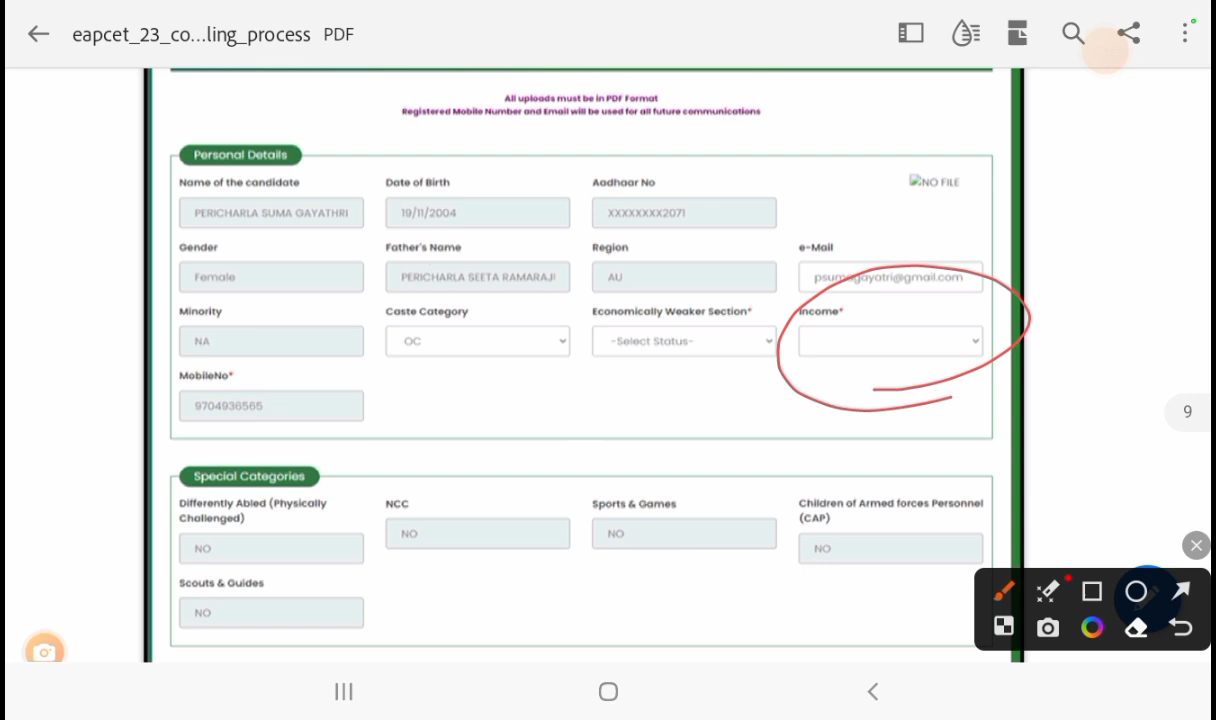 eapcet_23_co...ling_process PDF
All uploads must be in PDF Format
Registered Mobile Number and Email will be used for all future communications
Personal Details
Name of the candidate Date of Birth Aadhaar No NO FILE
PERICHARLA SUMA GAYATHRI 19/11/2004 XXXXXXXX2071
Gender Father's Name Region e-Mail
Female PERICHARLA SEETA RAMARAJU AU psumagayatri@gmail.com
Minority Caste Category Economically Weaker Section* Income*
NA OC -Select Status-
MobileNo*
9704936565
9
Special Categories
Differently Abled (Physically Challenged) NCC Sports & Games Children of Armed forces Personnel (CAP)
NO NO NO NO
Scouts & Guides
NO